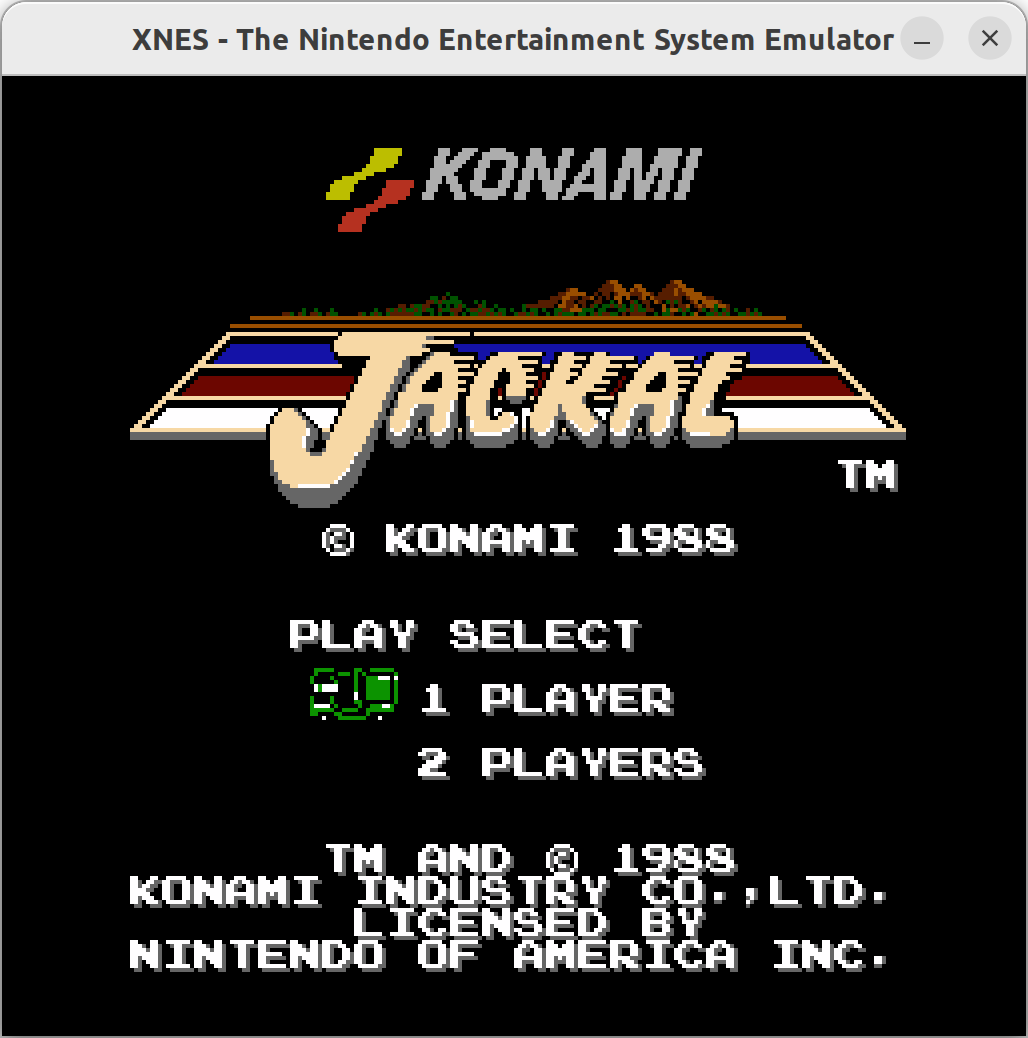 XNES - The Nintendo Entertainment System Emulator
KONAMI
JACKAL
TM
© KONAMI 1988
PLAY SELECT
1 PLAYER
2 PLAYERS
TM AND © 1988
KONAMI INDUSTRY CO.,LTD.
LICENSED BY
NINTENDO OF AMERICA INC.